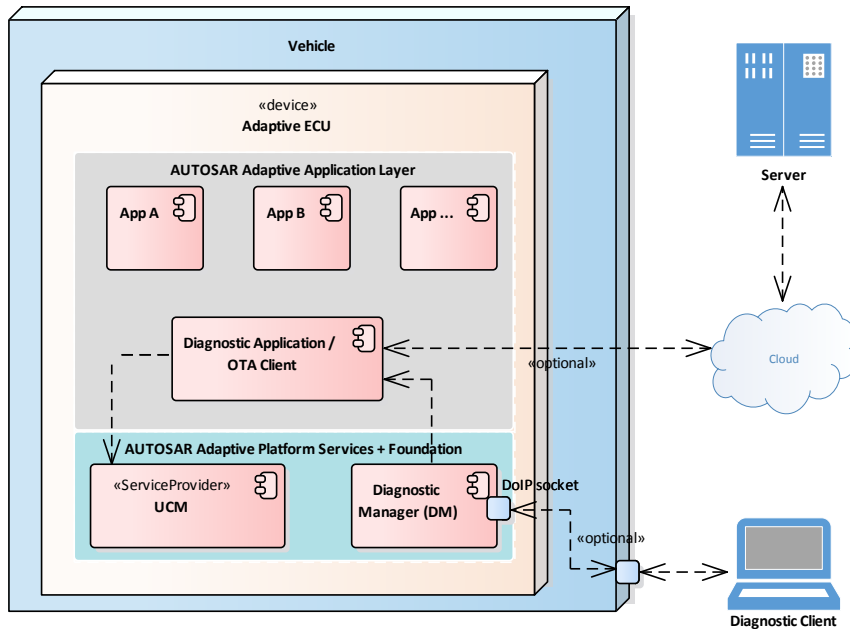 Vehicle
«device»
Adaptive ECU
AUTOSAR Adaptive Application Layer
App A
App B
App ...
Server
Diagnostic Application /
OTA Client
«optional»
Cloud
AUTOSAR Adaptive Platform Services + Foundation
«ServiceProvider»
UCM
Diagnostic
Manager (DM)
DoIP socket
«optional»
Diagnostic Client